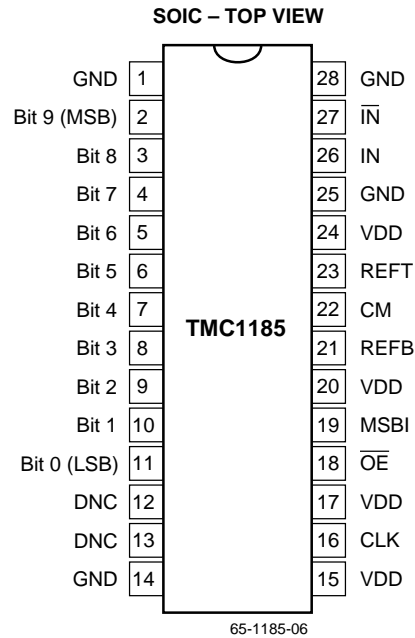 SOIC – TOP VIEW
GND 1 28 GND
Bit 9 (MSB) 2 27 I̅N̅
Bit 8 3 26 IN
Bit 7 4 25 GND
Bit 6 5 24 VDD
Bit 5 6 23 REFT
Bit 4 7 22 CM
TMC1185
Bit 3 8 21 REFB
Bit 2 9 20 VDD
Bit 1 10 19 MSBI
Bit 0 (LSB) 11 18 O̅E̅
DNC 12 17 VDD
DNC 13 16 CLK
GND 14 15 VDD
65-1185-06